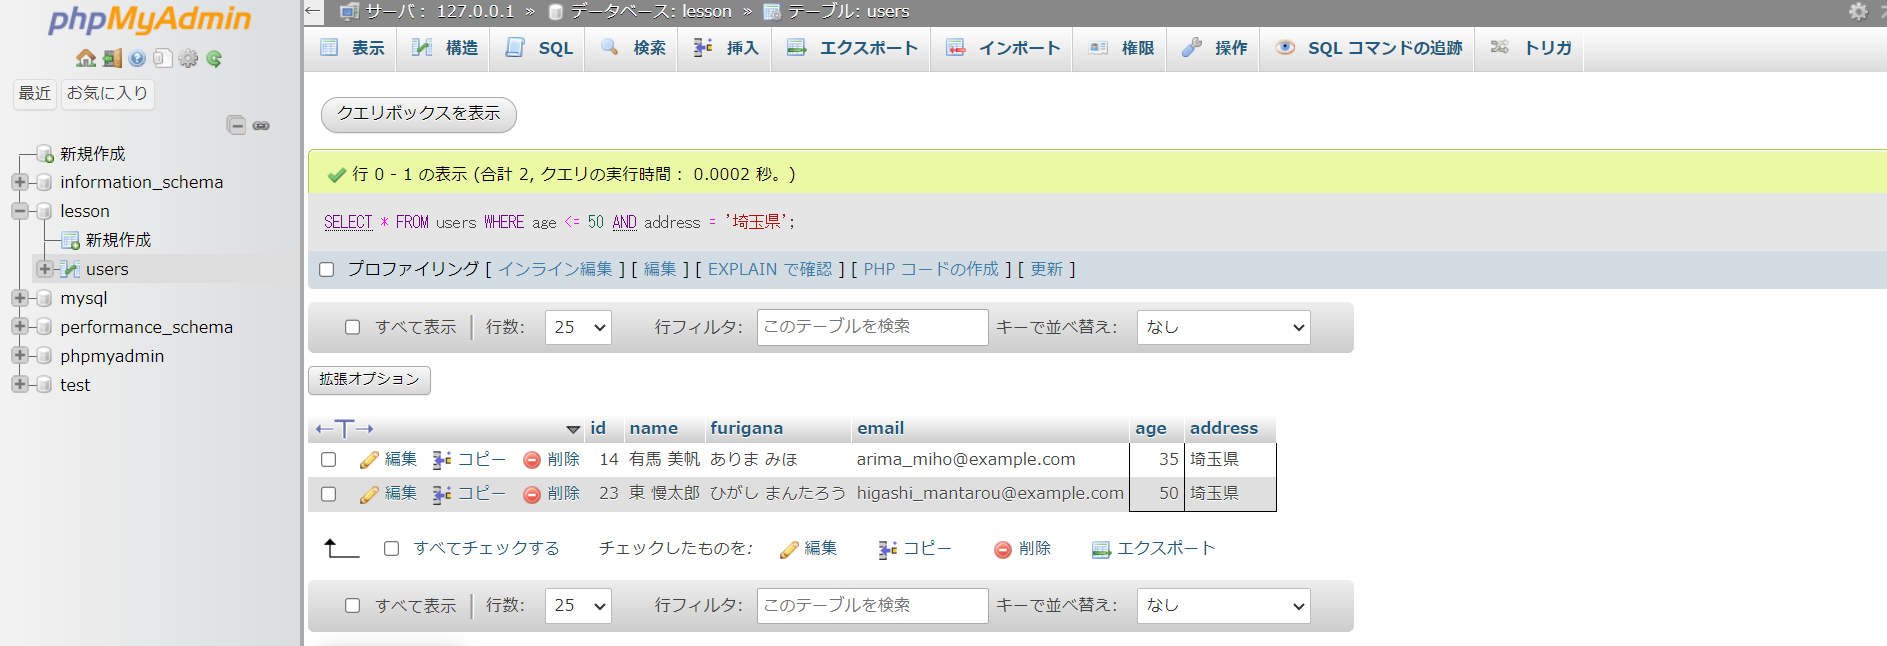 phpMyAdmin
最近 お気に入り
新規作成
information_schema
lesson
新規作成
users
mysql
performance_schema
phpmyadmin
test
← サーバ： 127.0.0.1 » データベース: lesson » テーブル: users
表示 構造 SQL 検索 挿入 エクスポート インポート 権限 操作 SQL コマンドの追跡 トリガ
クエリボックスを表示
行 0 - 1 の表示 (合計 2, クエリの実行時間： 0.0002 秒。)
SELECT * FROM users WHERE age <= 50 AND address = '埼玉県';
プロファイリング [ インライン編集 ] [ 編集 ] [ EXPLAIN で確認 ] [ PHP コードの作成 ] [ 更新 ]
すべて表示 行数: 25 行フィルタ: このテーブルを検索 キーで並べ替え: なし
拡張オプション
←T→ id name furigana email age address
編集 コピー 削除 14 有馬 美帆 ありま みほ arima_miho@example.com 35 埼玉県
編集 コピー 削除 23 東 慢太郎 ひがし まんたろう higashi_mantarou@example.com 50 埼玉県
すべてチェックする チェックしたものを: 編集 コピー 削除 エクスポート
すべて表示 行数: 25 行フィルタ: このテーブルを検索 キーで並べ替え: なし